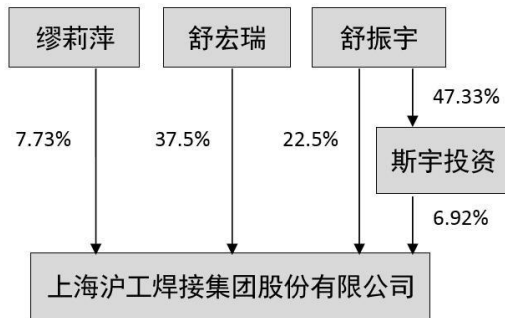 缪莉萍
舒宏瑞
舒振宇
47.33%
7.73%
37.5%
22.5%
斯宇投资
6.92%
上海沪工焊接集团股份有限公司